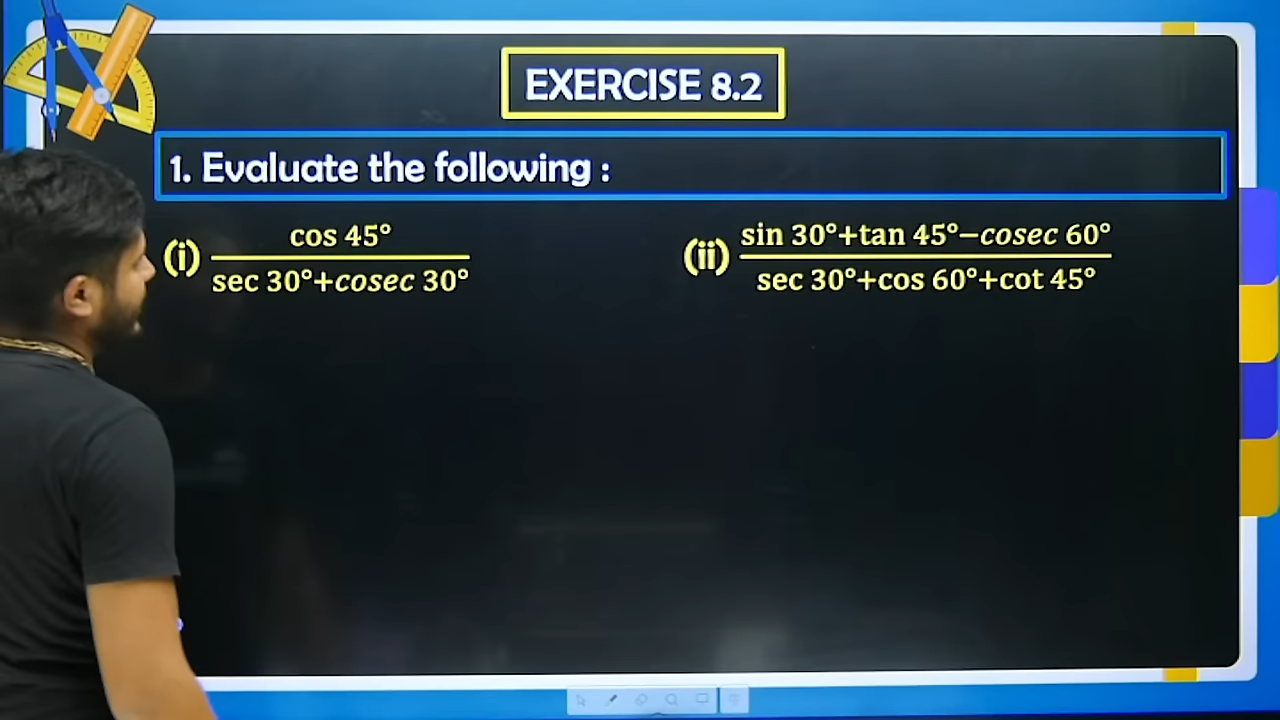 EXERCISE 8.2
1. Evaluate the following :
(i) cos 45° / sec 30°+cosec 30°
(ii) sin 30°+tan 45°−cosec 60° / sec 30°+cos 60°+cot 45°